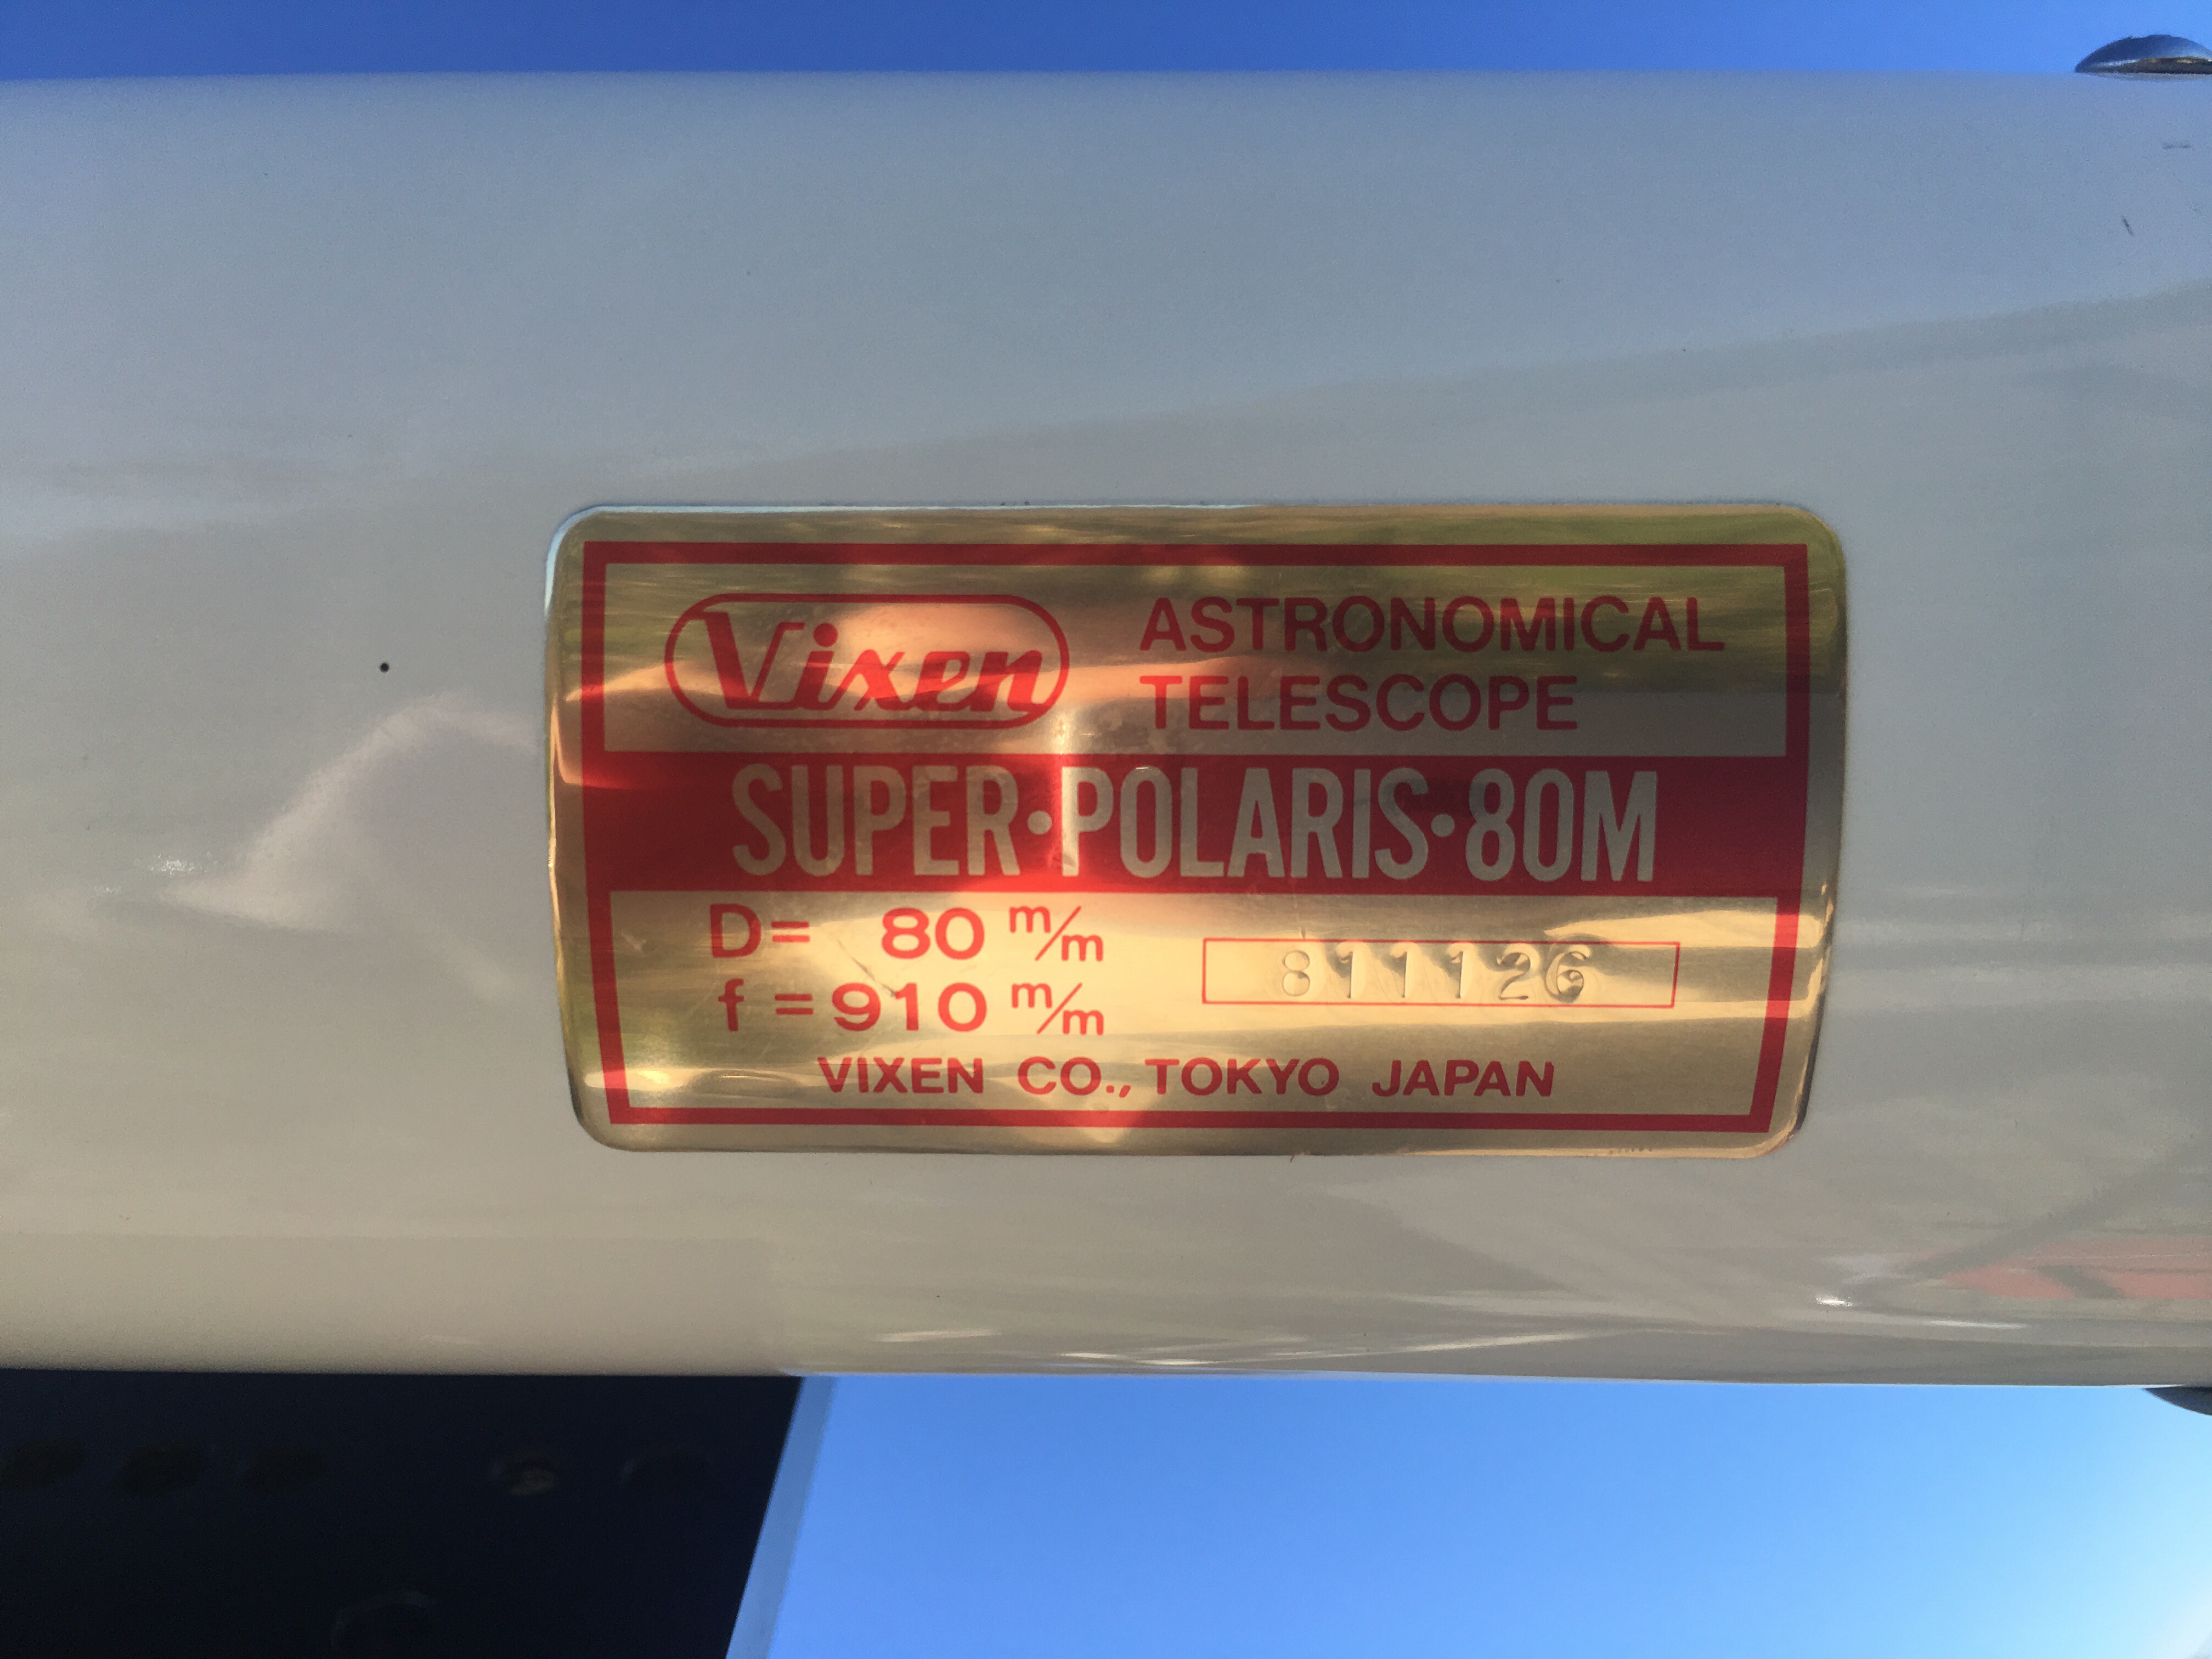 Vixen
ASTRONOMICAL
TELESCOPE
SUPER·POLARIS·80M
D= 80 m/m
f =910 m/m
811126
VIXEN CO., TOKYO JAPAN